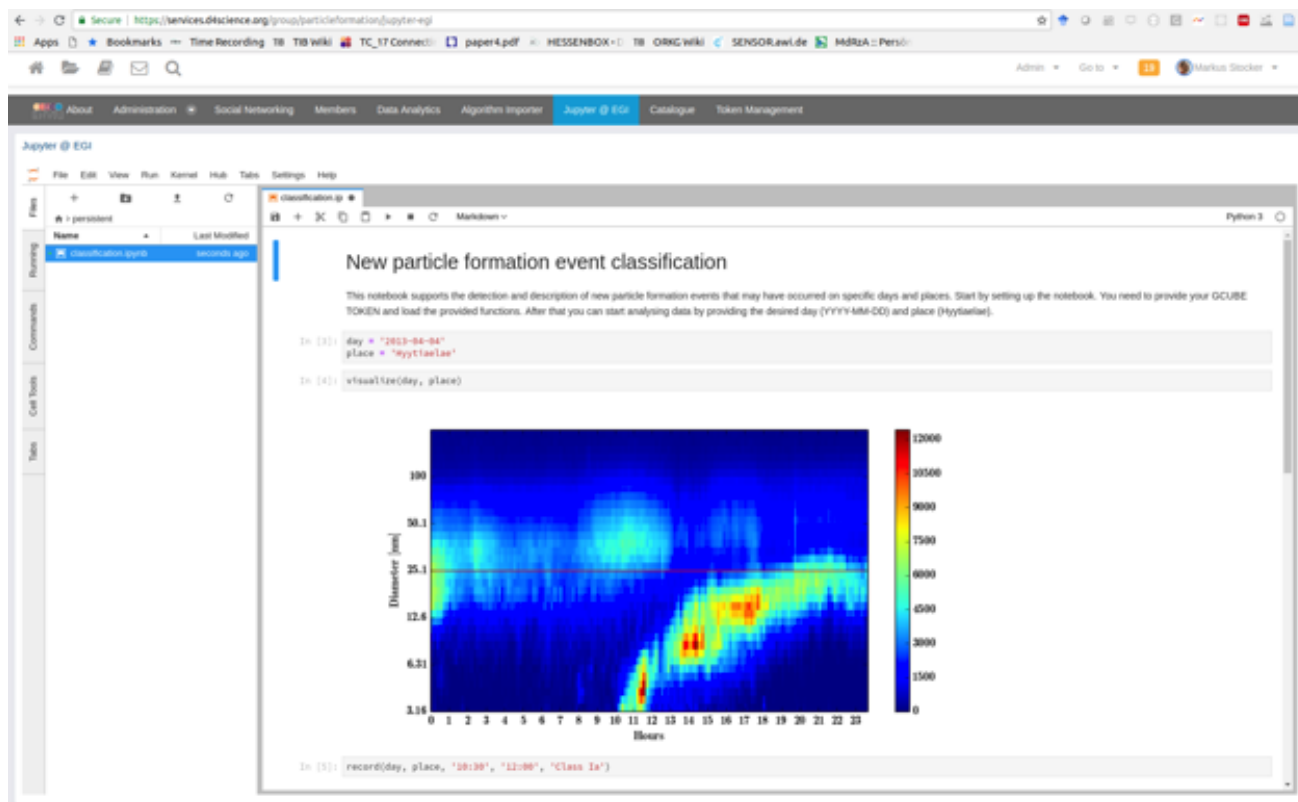 Secure | https://services.d4science.org/group/particleformation/jupyter-egi
Apps Bookmarks Time Recording TIB TIB Wiki TC_17 Connecti paper4.pdf HESSENBOX - D TIB ORKG Wiki SENSOR.awi.de MdRzA :: Perso
Admin Go to 19 Markus Stocker
About Administration Social Networking Members Data Analytics Algorithm Importer Jupyter @ EGI Catalogue Token Management
Jupyter @ EGI
File Edit View Run Kernel Hub Tabs Settings Help
Files
Running
Commands
Cell Tools
Tabs
> persistent
Name Last Modified
classification.ipynb seconds ago
classification.ip
Markdown Python 3
New particle formation event classification
This notebook supports the detection and description of new particle formation events that may have occurred on specific days and places. Start by setting up the notebook. You need to provide your GCUBE
TOKEN and load the provided functions. After that you can start analysing data by providing the desired day (YYYY-MM-DD) and place (Hyytiaelae).
In [3]: day = "2013-04-04"
place = "Hyytiaelae"
In [4]: visualize(day, place)
Diameter [nm]
100
50.1
25.1
12.6
6.31
3.16
0 1 2 3 4 5 6 7 8 9 10 11 12 13 14 15 16 17 18 19 20 21 22 23
Hours
12000
10500
9000
7500
6000
4500
3000
1500
0
In [5]: record(day, place, "10:30", "12:00", "Class Ia")